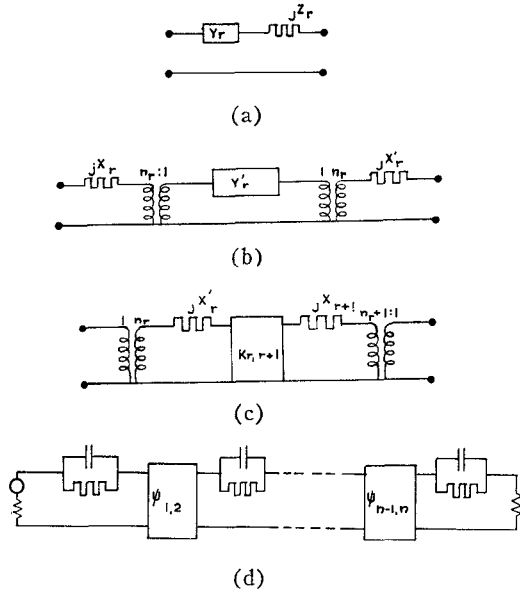 Yr jZr
(a)
jXr nr:1 Y'r 1 nr jX'r
(b)
1 nr jX'r Kr, r+1 jXr+1 nr+1:1
(c)
ψ1,2 ψn-1,n
(d)